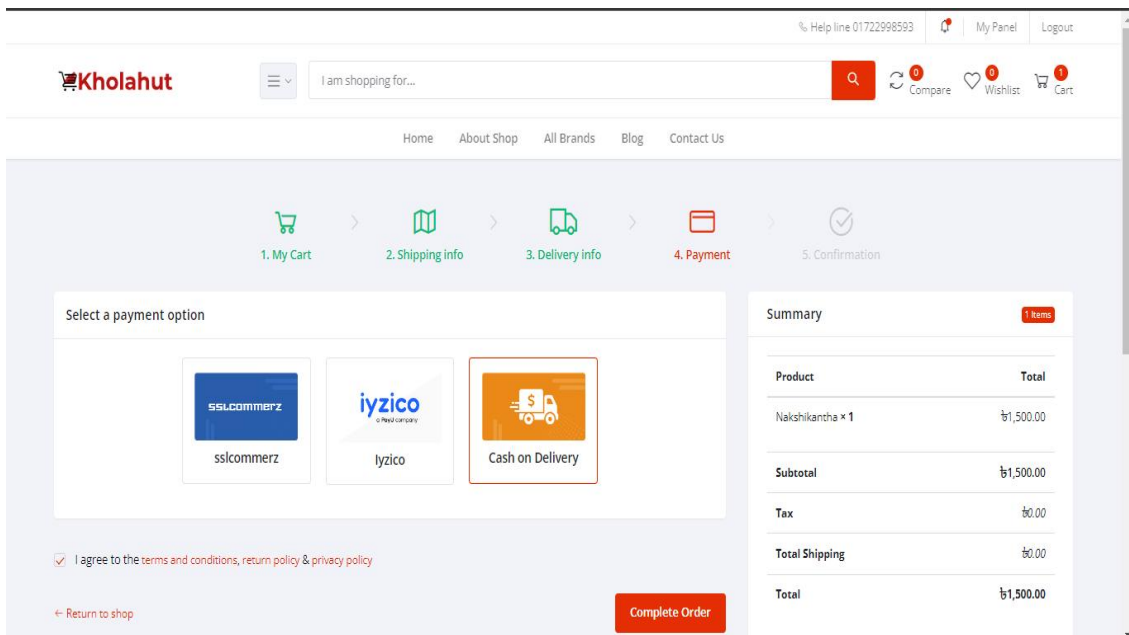 Help line 01722998593 My Panel Logout
Kholahut
I am shopping for...
0 Compare 0 Wishlist 1 Cart
Home About Shop All Brands Blog Contact Us
1. My Cart 2. Shipping info 3. Delivery info 4. Payment 5. Confirmation
Select a payment option
sslcommerz
sslcommerz
iyzico
a PayU company
Iyzico
$
Cash on Delivery
I agree to the terms and conditions, return policy & privacy policy
← Return to shop
Complete Order
Summary 1 Items
Product Total
Nakshikantha × 1 ৳1,500.00
Subtotal ৳1,500.00
Tax ৳0.00
Total Shipping ৳0.00
Total ৳1,500.00